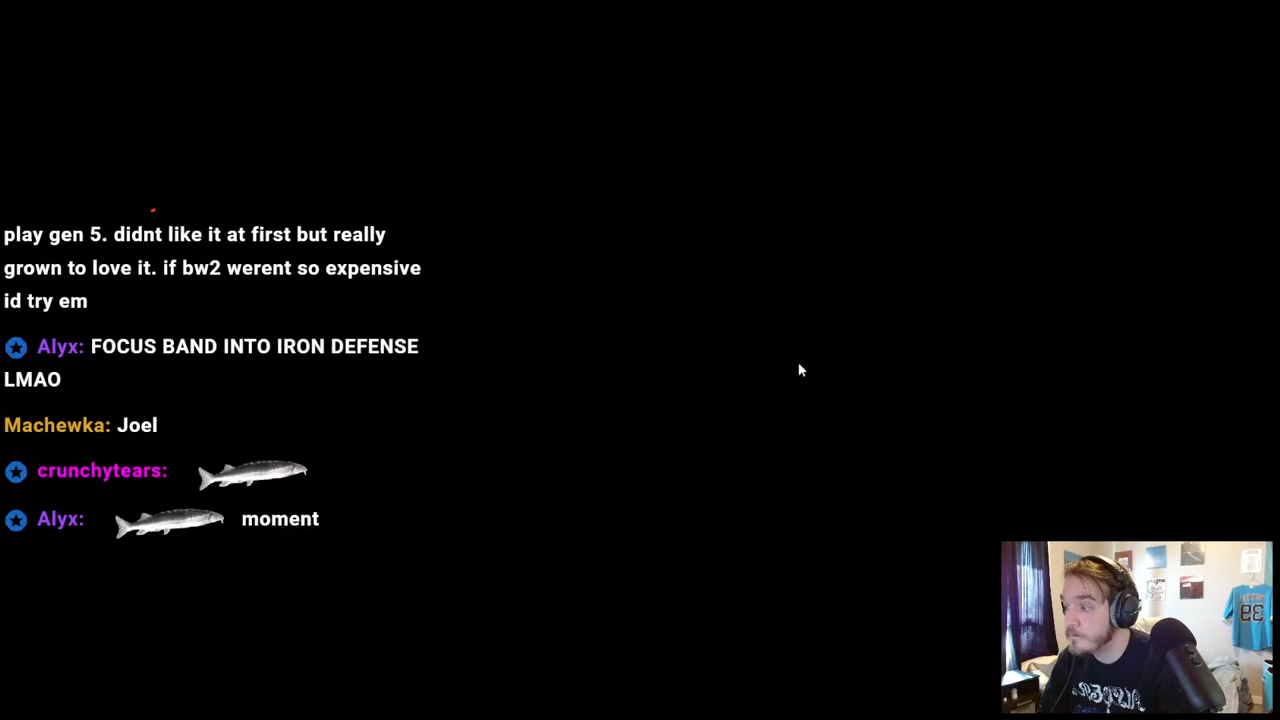 play gen 5. didnt like it at first but really
grown to love it. if bw2 werent so expensive
id try em
Alyx: FOCUS BAND INTO IRON DEFENSE
LMAO
Machewka: Joel
crunchytears:
Alyx: moment